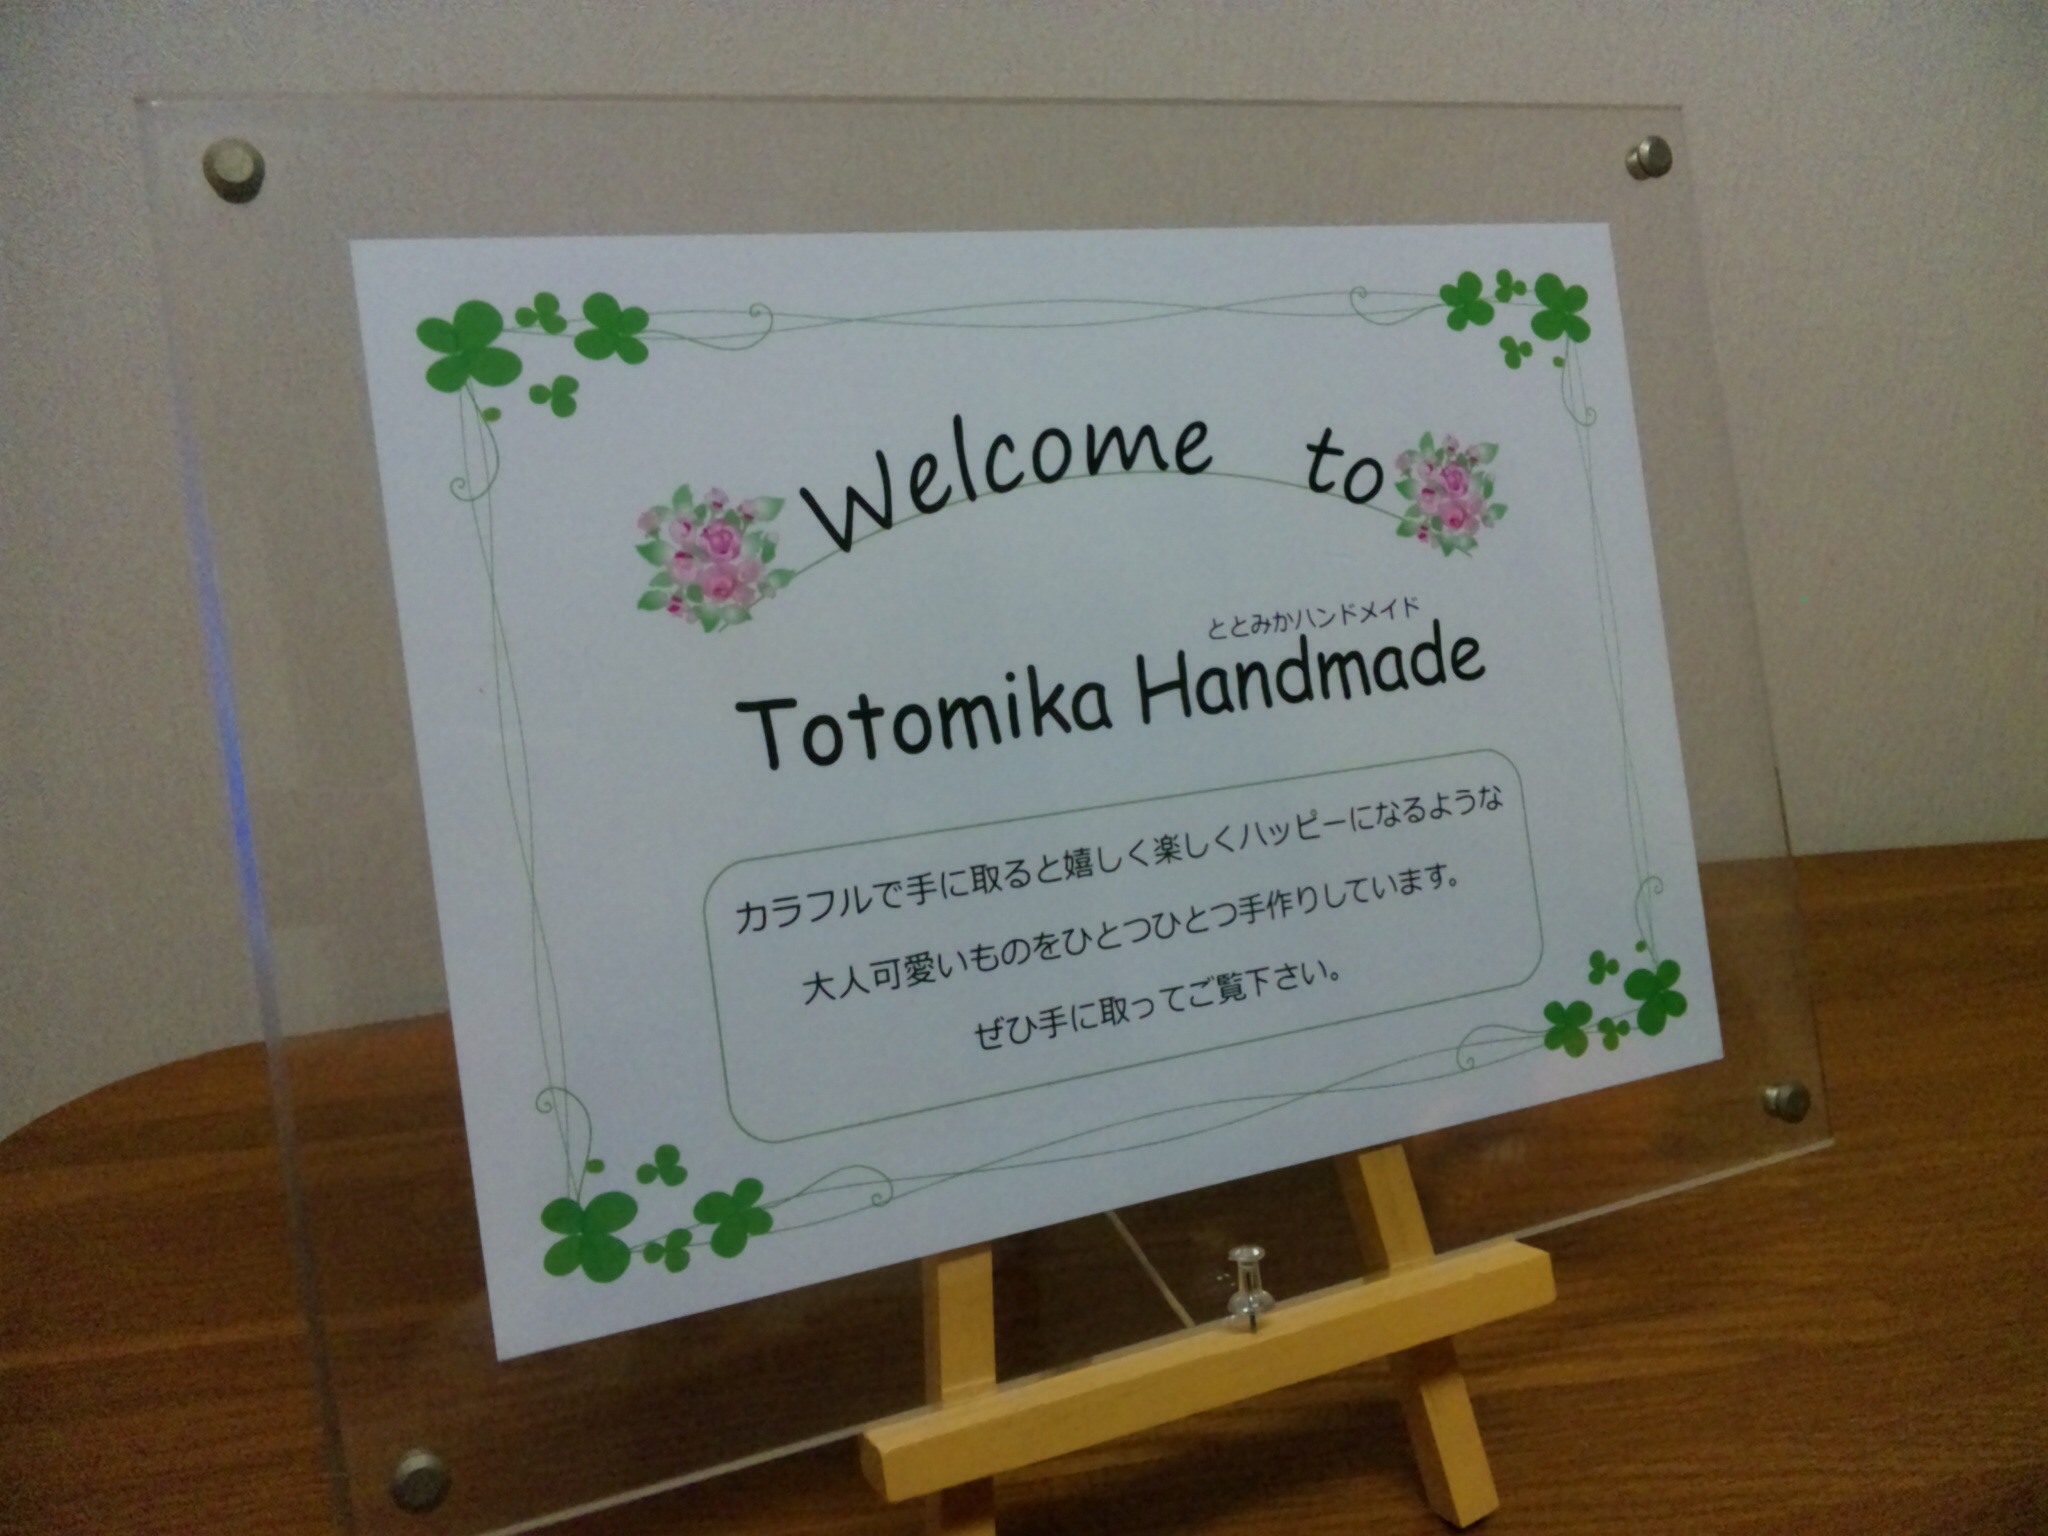 Welcome to
ととみかハンドメイド
Totomika Handmade
カラフルで手に取ると嬉しく楽しくハッピーになるような
大人可愛いものをひとつひとつ手作りしています。
ぜひ手に取ってご覧下さい。